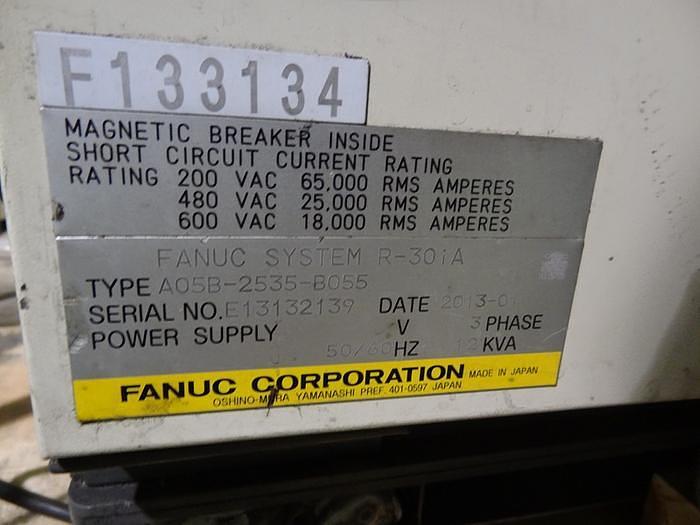 F133134
MAGNETIC BREAKER INSIDE
SHORT CIRCUIT CURRENT RATING
RATING 200 VAC 65,000 RMS AMPERES
480 VAC 25,000 RMS AMPERES
600 VAC 18,000 RMS AMPERES
FANUC SYSTEM R-30iA
TYPE A05B-2535-B055
SERIAL NO. E13132139 DATE 2013-01
POWER SUPPLY V 3 PHASE
50/60 HZ 12 KVA
FANUC CORPORATION MADE IN JAPAN
OSHINO-MURA YAMANASHI PREF. 401-0597 JAPAN